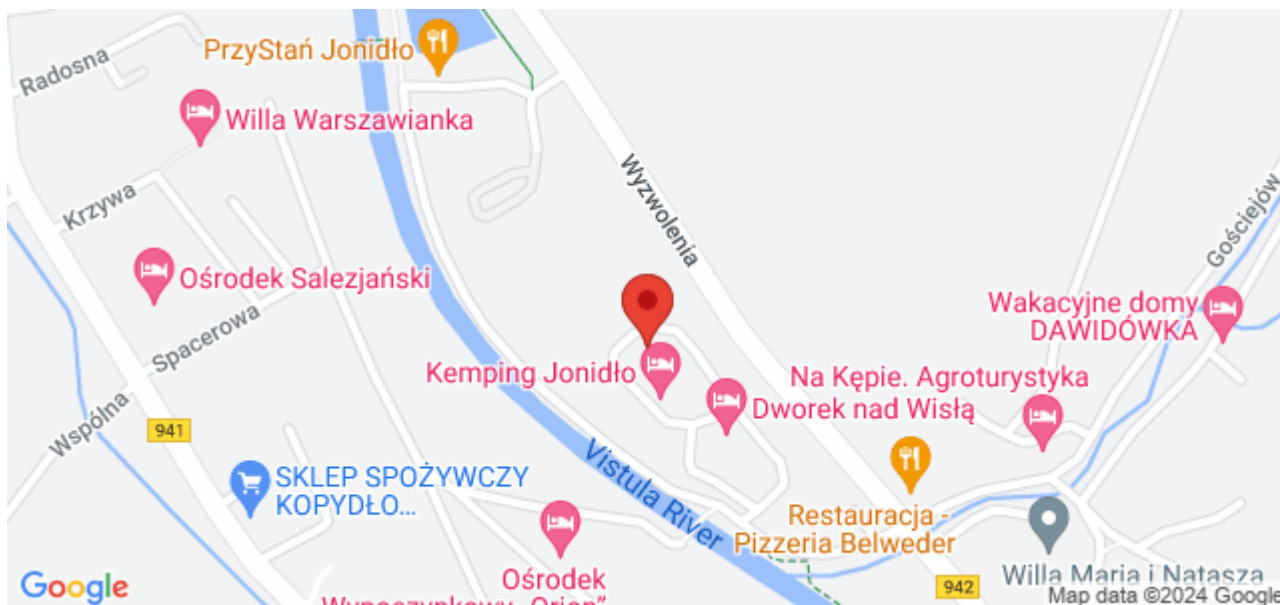 PrzyStań Jonidło
Radosna
Willa Warszawianka
Wyzwolenia
Krzywa
Gościejów
Ośrodek Salezjański
Spacerowa
Wakacyjne domy
DAWIDÓWKA
Kemping Jonidło
Na Kępie. Agroturystyka
Dworek nad Wisłą
Wspólna
941
SKLEP SPOŻYWCZY
KOPYDŁO...
Vistula River
Restauracja -
Pizzeria Belweder
Ośrodek
Wypoczynkowy „Orion”
942
Willa Maria i Natasza
Google
Map data ©2024 Google